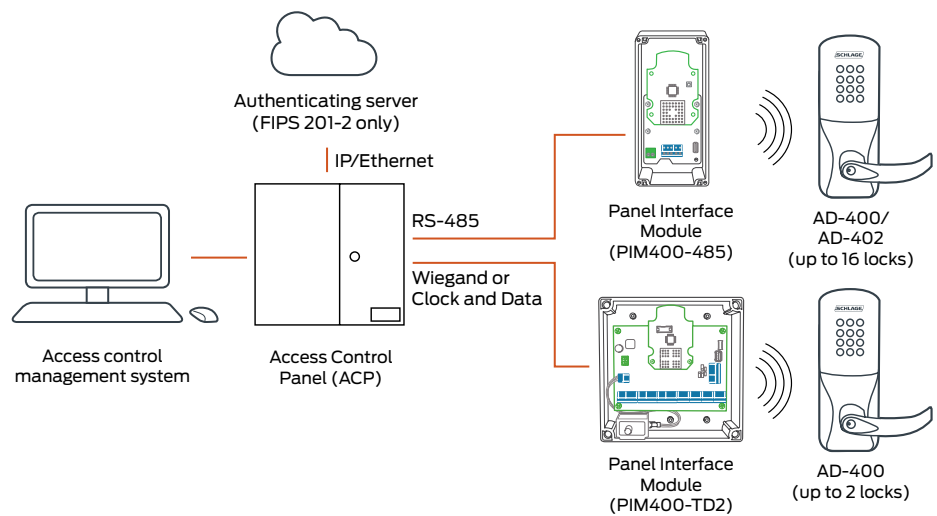 Authenticating server
(FIPS 201-2 only)
IP/Ethernet
RS-485
Wiegand or
Clock and Data
Access control
management system
Access Control
Panel (ACP)
Panel Interface
Module
(PIM400-485)
SCHLAGE
AD-400/
AD-402
(up to 16 locks)
Panel Interface
Module
(PIM400-TD2)
SCHLAGE
AD-400
(up to 2 locks)